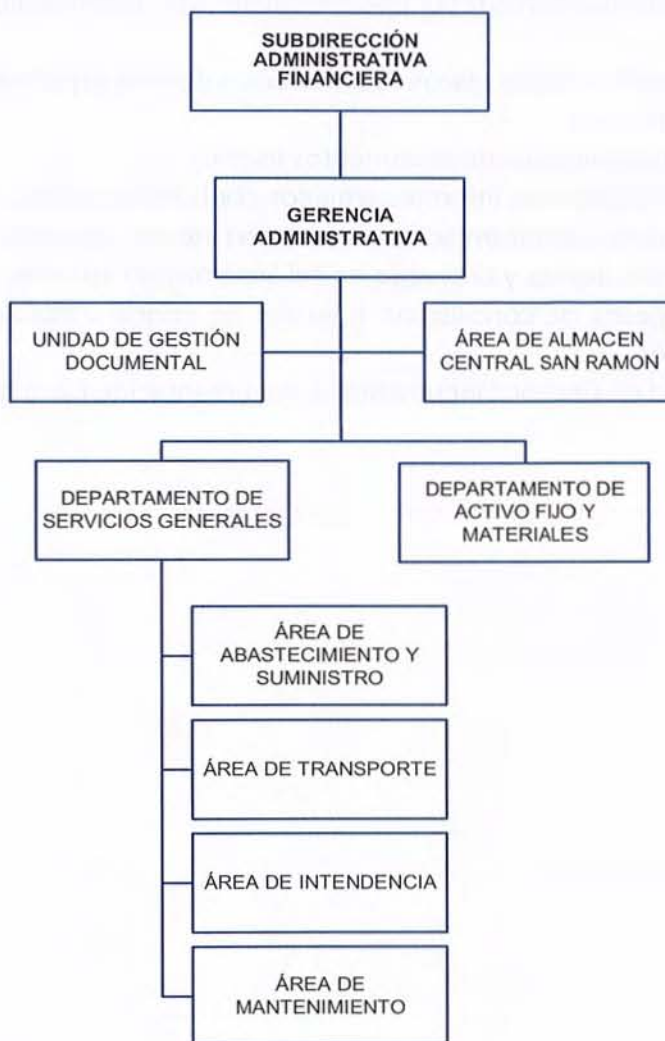 SUBDIRECCIÓN
ADMINISTRATIVA
FINANCIERA
GERENCIA
ADMINISTRATIVA
UNIDAD DE GESTIÓN
DOCUMENTAL
ÁREA DE ALMACEN
CENTRAL SAN RAMON
DEPARTAMENTO DE
SERVICIOS GENERALES
DEPARTAMENTO DE
ACTIVO FIJO Y
MATERIALES
ÁREA DE
ABASTECIMIENTO Y
SUMINISTRO
ÁREA DE TRANSPORTE
ÁREA DE INTENDENCIA
ÁREA DE
MANTENIMIENTO